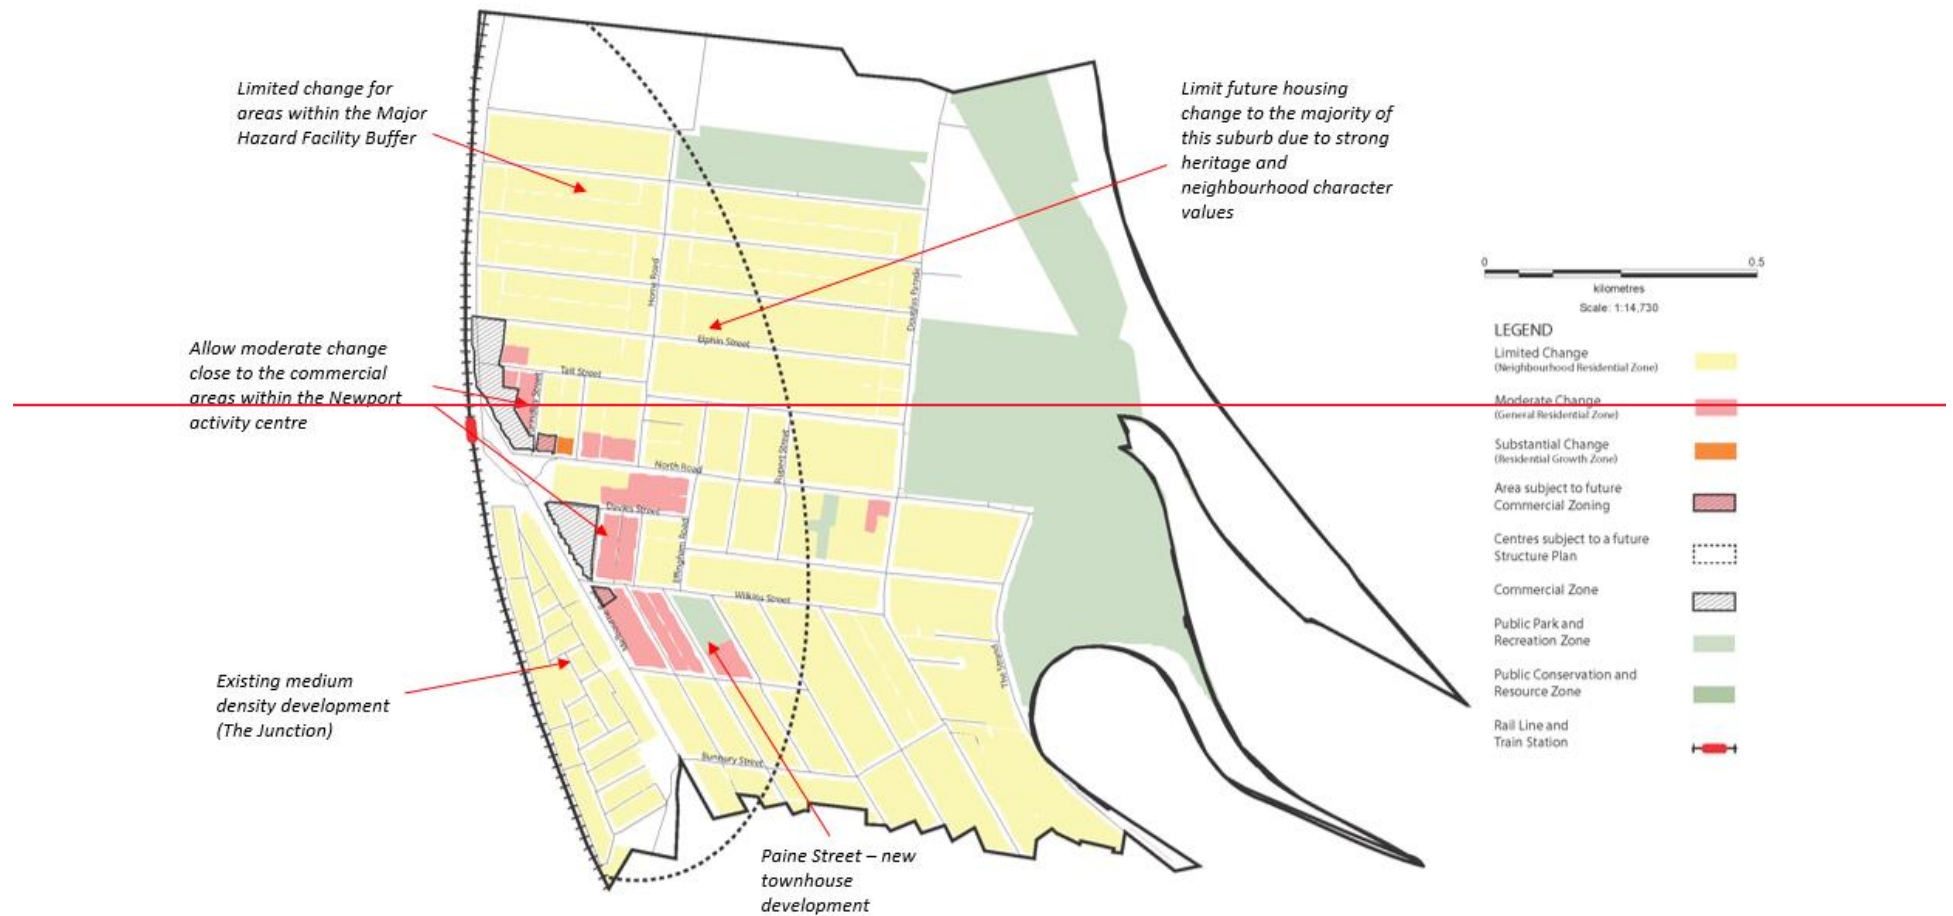 Limited change for
areas within the Major
Hazard Facility Buffer
Limit future housing
change to the majority of
this suburb due to strong
heritage and
neighbourhood character
values
Allow moderate change
close to the commercial
areas within the Newport
activity centre
Existing medium
density development
(The Junction)
Paine Street – new
townhouse
development
Home Road
Douglas Parade
Elphin Street
Tait Street
North Road
Davies Street
Effingham Road
Wilkins Street
The Strand
Bunbury Street
0
0.5
kilometres
Scale: 1:14,730
LEGEND
Limited Change
(Neighbourhood Residential Zone)
Moderate Change
(General Residential Zone)
Substantial Change
(Residential Growth Zone)
Area subject to future
Commercial Zoning
Centres subject to a future
Structure Plan
Commercial Zone
Public Park and
Recreation Zone
Public Conservation and
Resource Zone
Rail Line and
Train Station